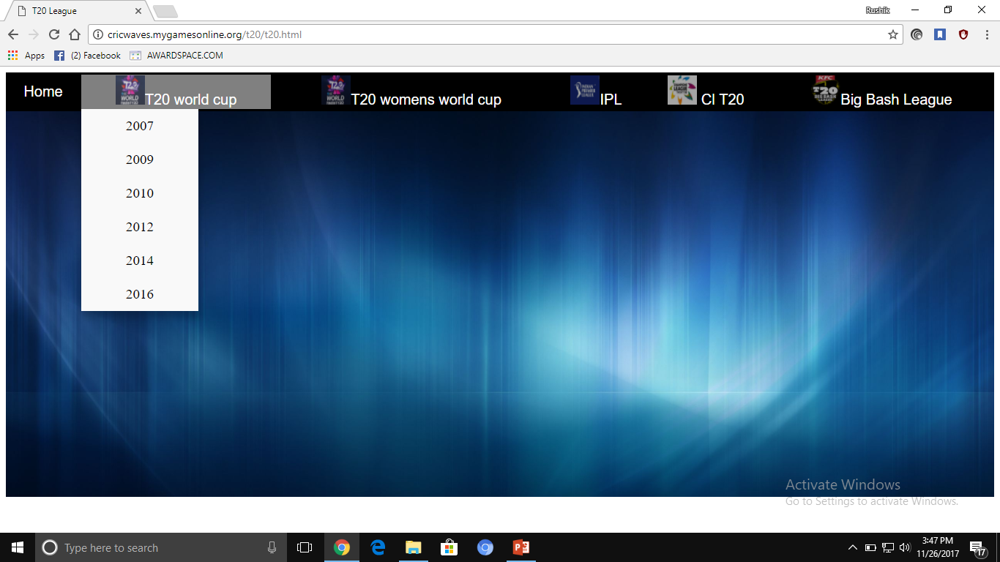 T20 League
Rushik
cricwaves.mygamesonline.org/t20/t20.html
Apps (2) Facebook AWARDSPACE.COM
Home T20 world cup T20 womens world cup IPL Cl T20 Big Bash League
2007
2009
2010
2012
2014
2016
Activate Windows
Go to Settings to activate Windows.
Type here to search
3:47 PM
11/26/2017
17